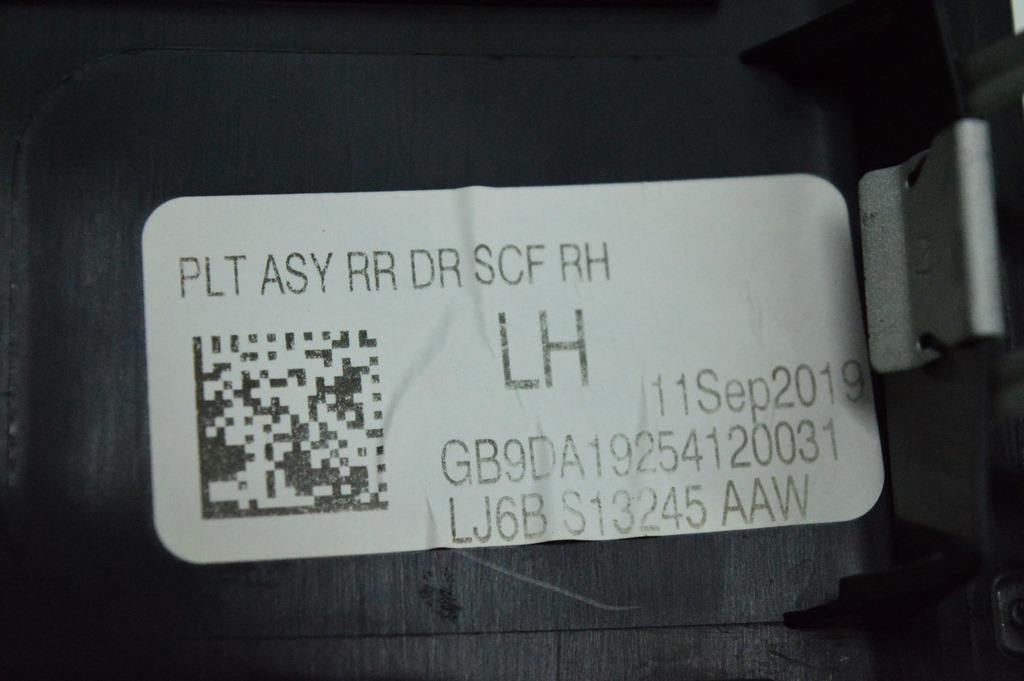 PLT ASY RR DR SCF RH
LH
11Sep2019
GB9DA19254120031
LJ6B S13245 AAW